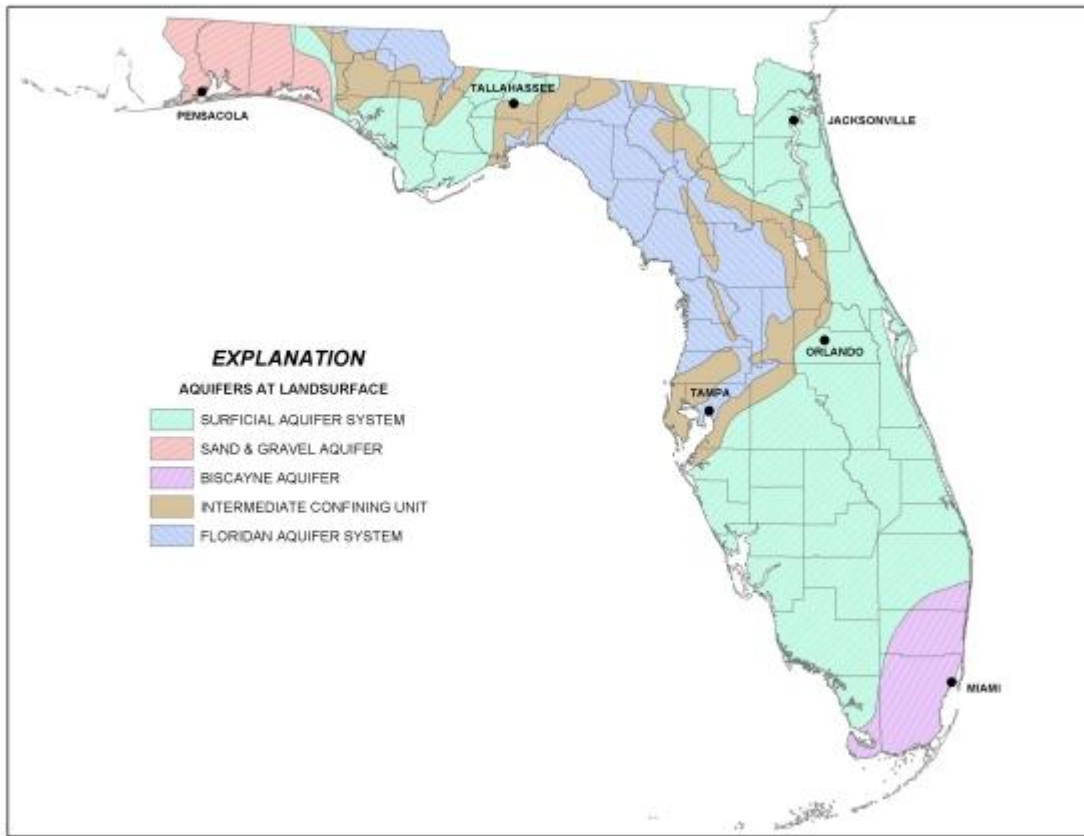 TALLAHASSEE
PENSACOLA
JACKSONVILLE
EXPLANATION
AQUIFERS AT LANDSURFACE
ORLANDO
TAMPA
SURFICIAL AQUIFER SYSTEM
SAND & GRAVEL AQUIFER
BISCAYNE AQUIFER
INTERMEDIATE CONFINING UNIT
FLORIDAN AQUIFER SYSTEM
MIAMI